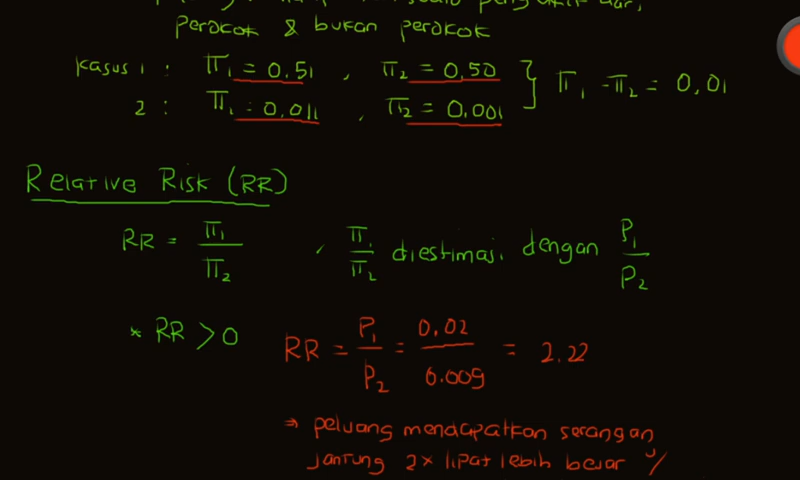 perokok & bukan perokok
Kasus 1 : π₁ = 0.51 , π₂ = 0.50
2 : π₁ = 0.011 , π₂ = 0.001 } π₁ - π₂ = 0,01
Relative Risk (RR)
RR = π₁/π₂ , π₁/π₂ diestimasi dengan P₁/P₂
* RR > 0
RR = P₁/P₂ = 0.02/0.009 = 2.22
⇒ peluang mendapatkan serangan
jantung 2x lipat lebih besar